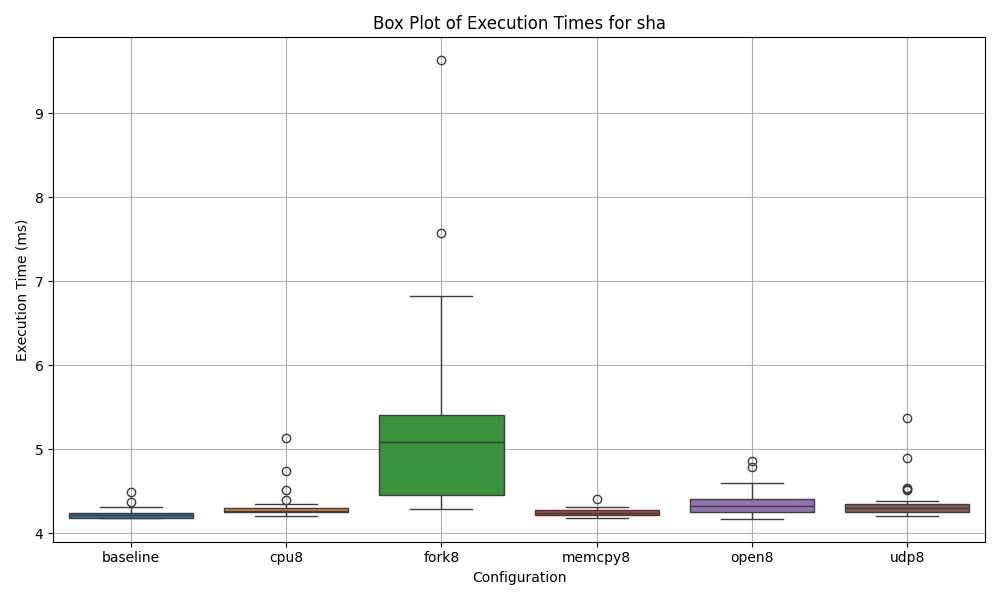 Box Plot of Execution Times for sha
Execution Time (ms)
9
8
7
6
5
4
baseline
cpu8
fork8
memcpy8
open8
udp8
Configuration